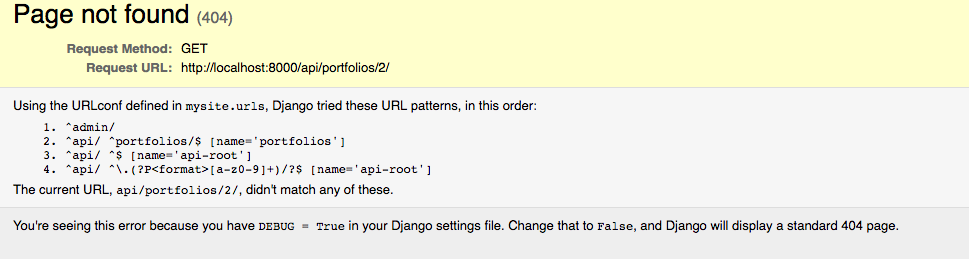 Page not found (404)
Request Method: GET
Request URL: http://localhost:8000/api/portfolios/2/
Using the URLconf defined in mysite.urls, Django tried these URL patterns, in this order:
1. ^admin/
2. ^api/ ^portfolios/$ [name='portfolios']
3. ^api/ ^$ [name='api-root']
4. ^api/ ^\.(?P<format>[a-z0-9]+)/?$ [name='api-root']
The current URL, api/portfolios/2/, didn't match any of these.
You're seeing this error because you have DEBUG = True in your Django settings file. Change that to False, and Django will display a standard 404 page.